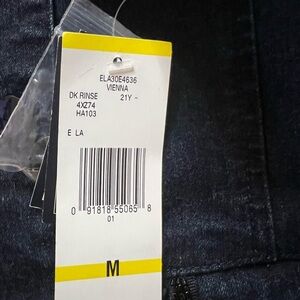 ELA30E4636
VIENNA
DK RINSE 21Y -
4XZ74
HA103
E LA
0 91818 55065 8
01
M